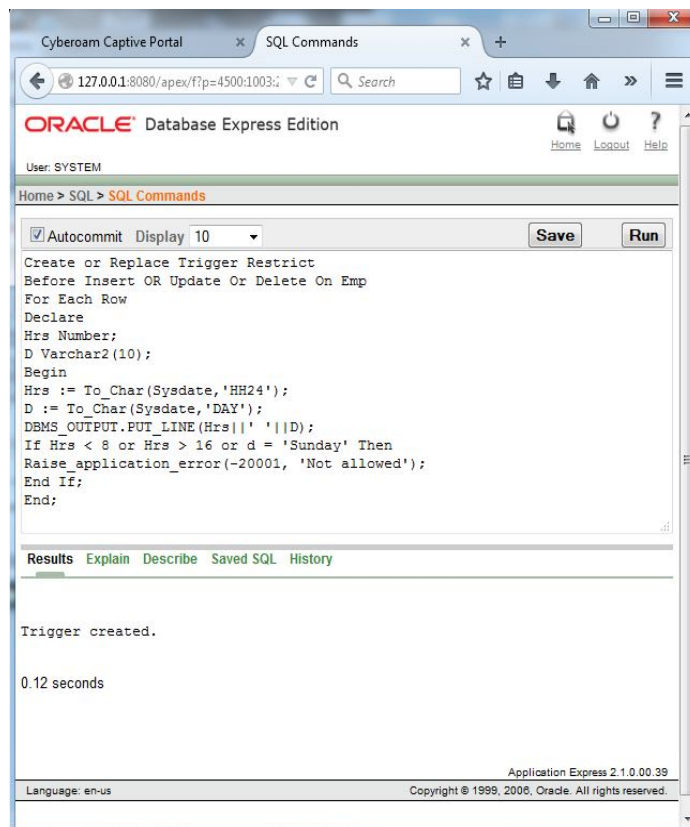 Cyberoam Captive Portal
SQL Commands
127.0.0.1:8080/apex/f?p=4500:1003:
Search
ORACLE Database Express Edition
Home Logout Help
User: SYSTEM
Home > SQL > SQL Commands
Autocommit Display 10 Save Run
Create or Replace Trigger Restrict
Before Insert OR Update Or Delete On Emp
For Each Row
Declare
Hrs Number;
D Varchar2(10);
Begin
Hrs := To_Char(Sysdate,'HH24');
D := To_Char(Sysdate,'DAY');
DBMS_OUTPUT.PUT_LINE(Hrs||' '||D);
If Hrs < 8 or Hrs > 16 or d = 'Sunday' Then
Raise_application_error(-20001, 'Not allowed');
End If;
End;
Results Explain Describe Saved SQL History
Trigger created.
0.12 seconds
Application Express 2.1.0.00.39
Language: en-us Copyright © 1999, 2006, Oracle. All rights reserved.